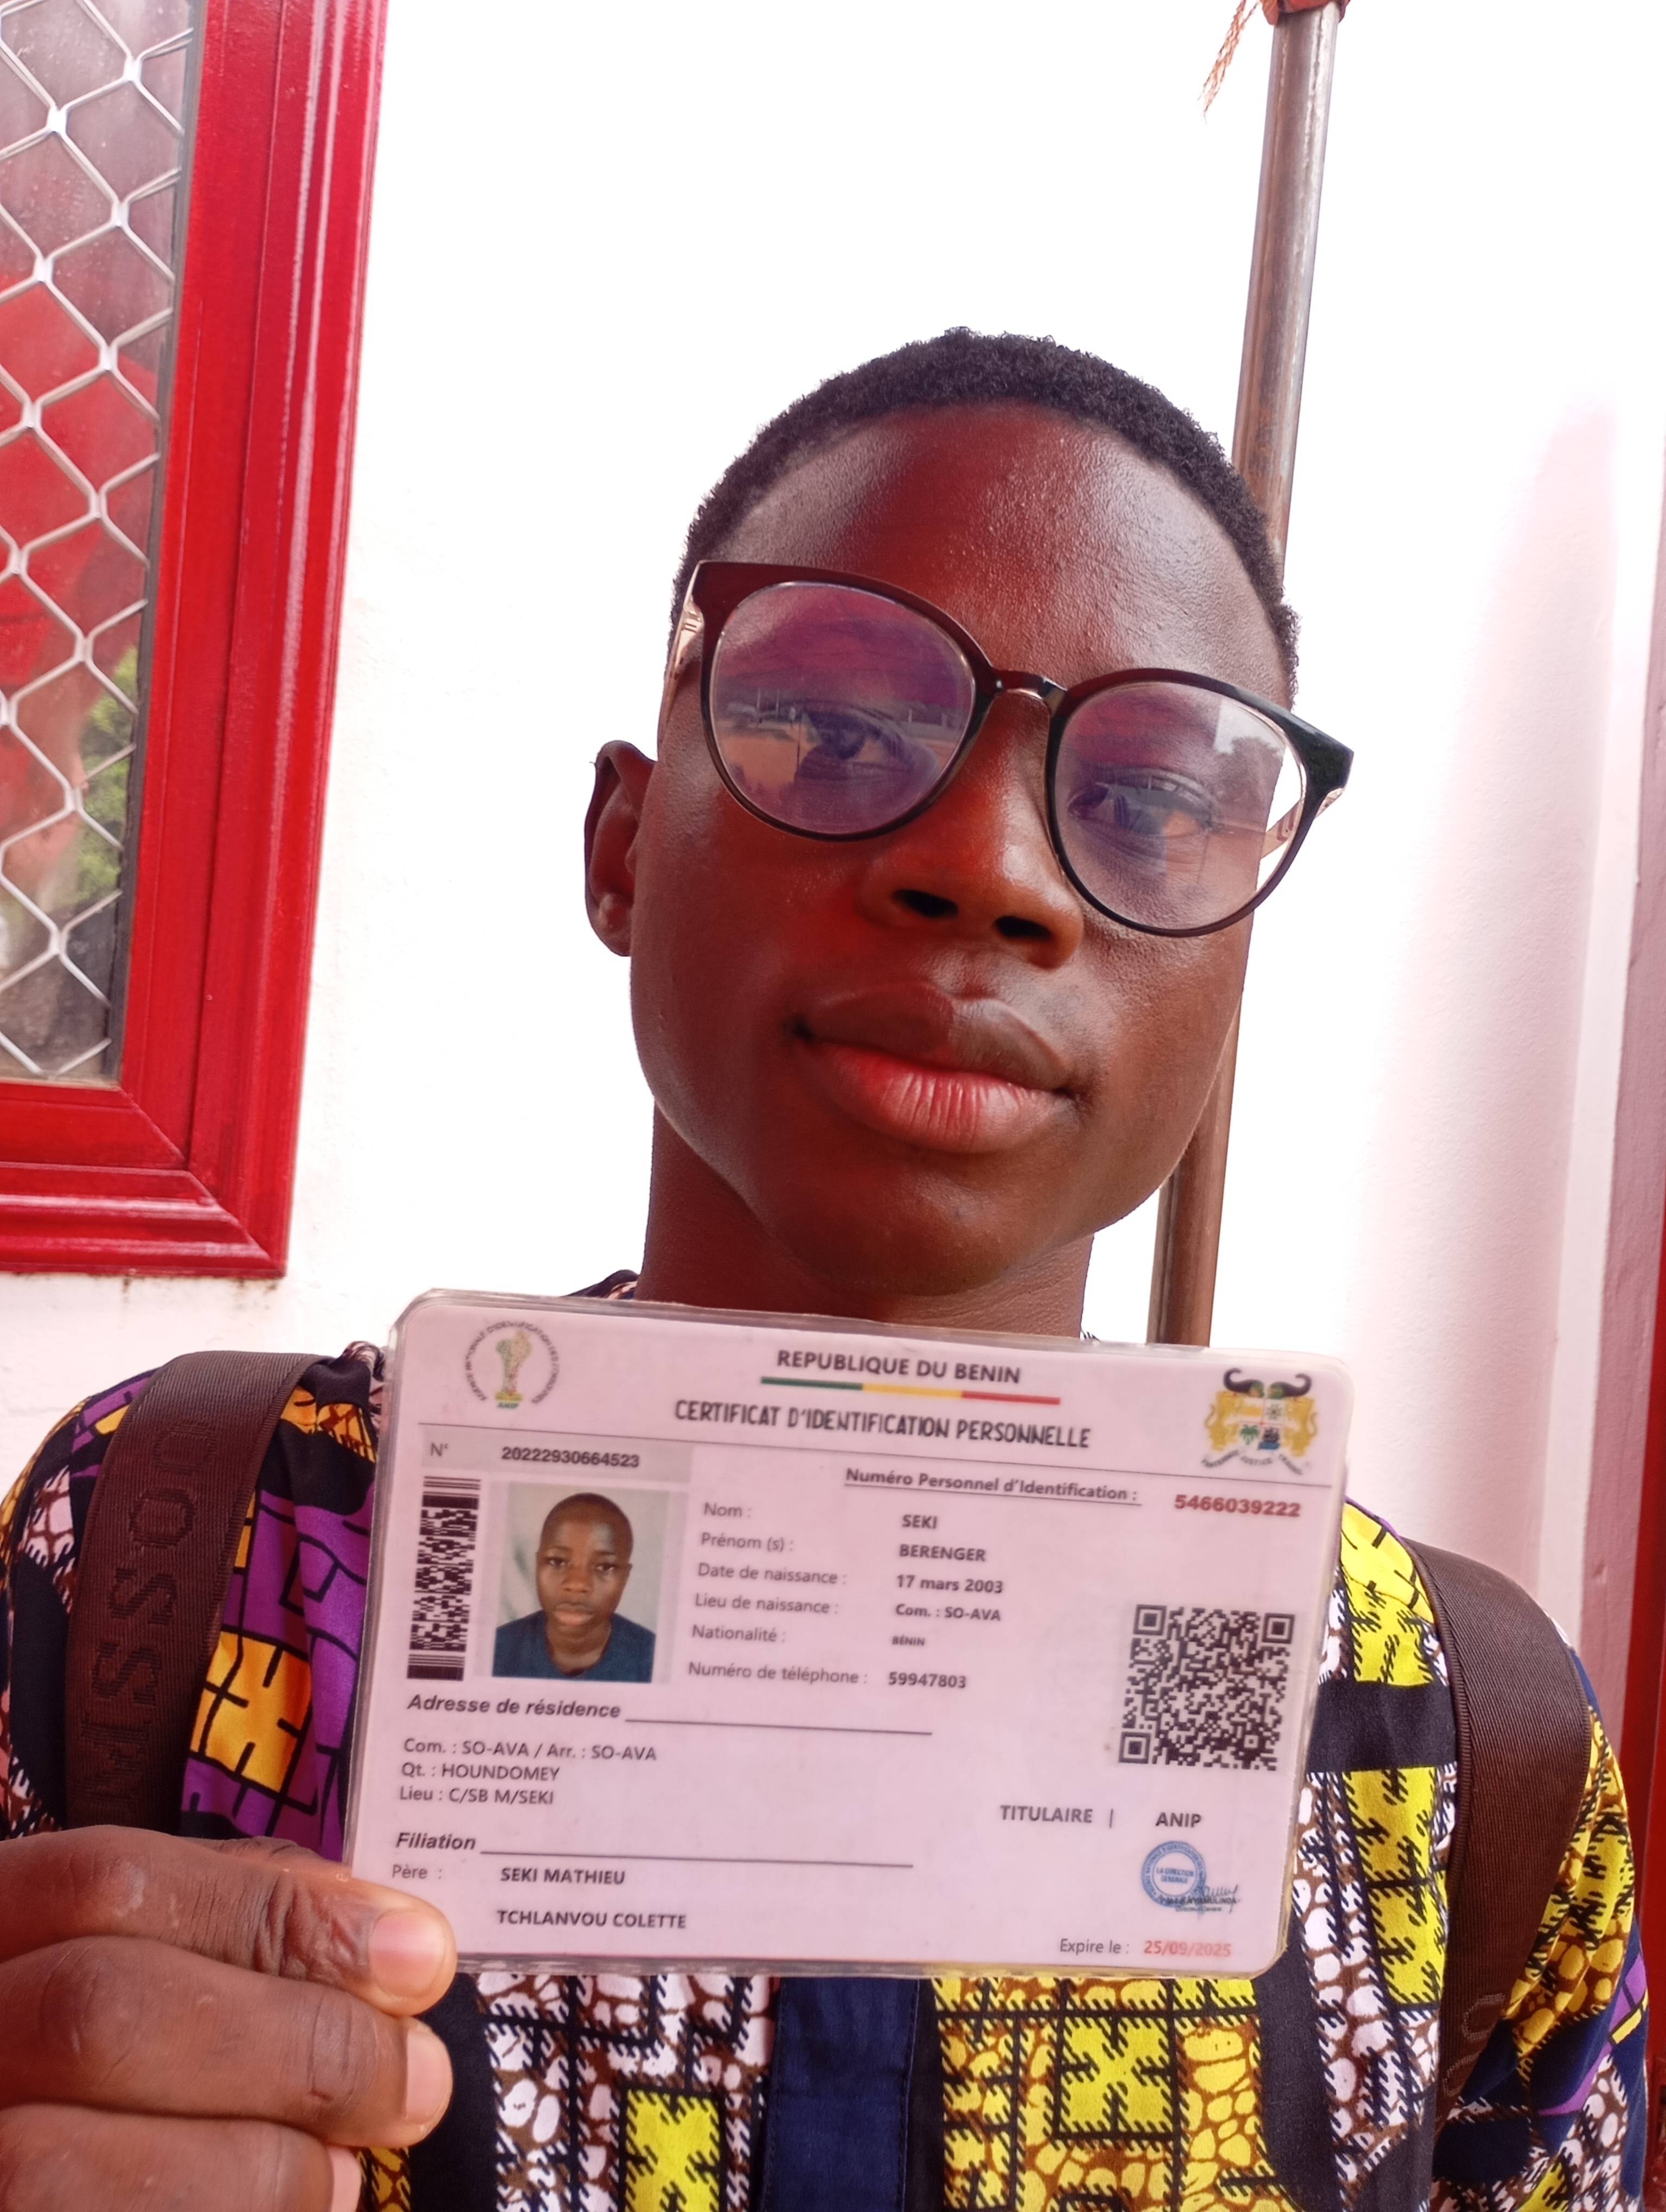 REPUBLIQUE DU BENIN
CERTIFICAT D'IDENTIFICATION PERSONNELLE
ANIP
N° 20222930664523
Numéro Personnel d'Identification : 5466039222
Nom : SEKI
Prénom (s) : BERENGER
Date de naissance : 17 mars 2003
Lieu de naissance : Com. : SO-AVA
Nationalité : BÉNIN
Numéro de téléphone : 59947803
Adresse de résidence
Com. : SO-AVA / Arr. : SO-AVA
Qt. : HOUNDOMEY
Lieu : C/SB M/SEKI
TITULAIRE | ANIP
Filiation
Père : SEKI MATHIEU
TCHLANVOU COLETTE
LA DIRECTION
GENERALE
Expire le : 25/09/2025